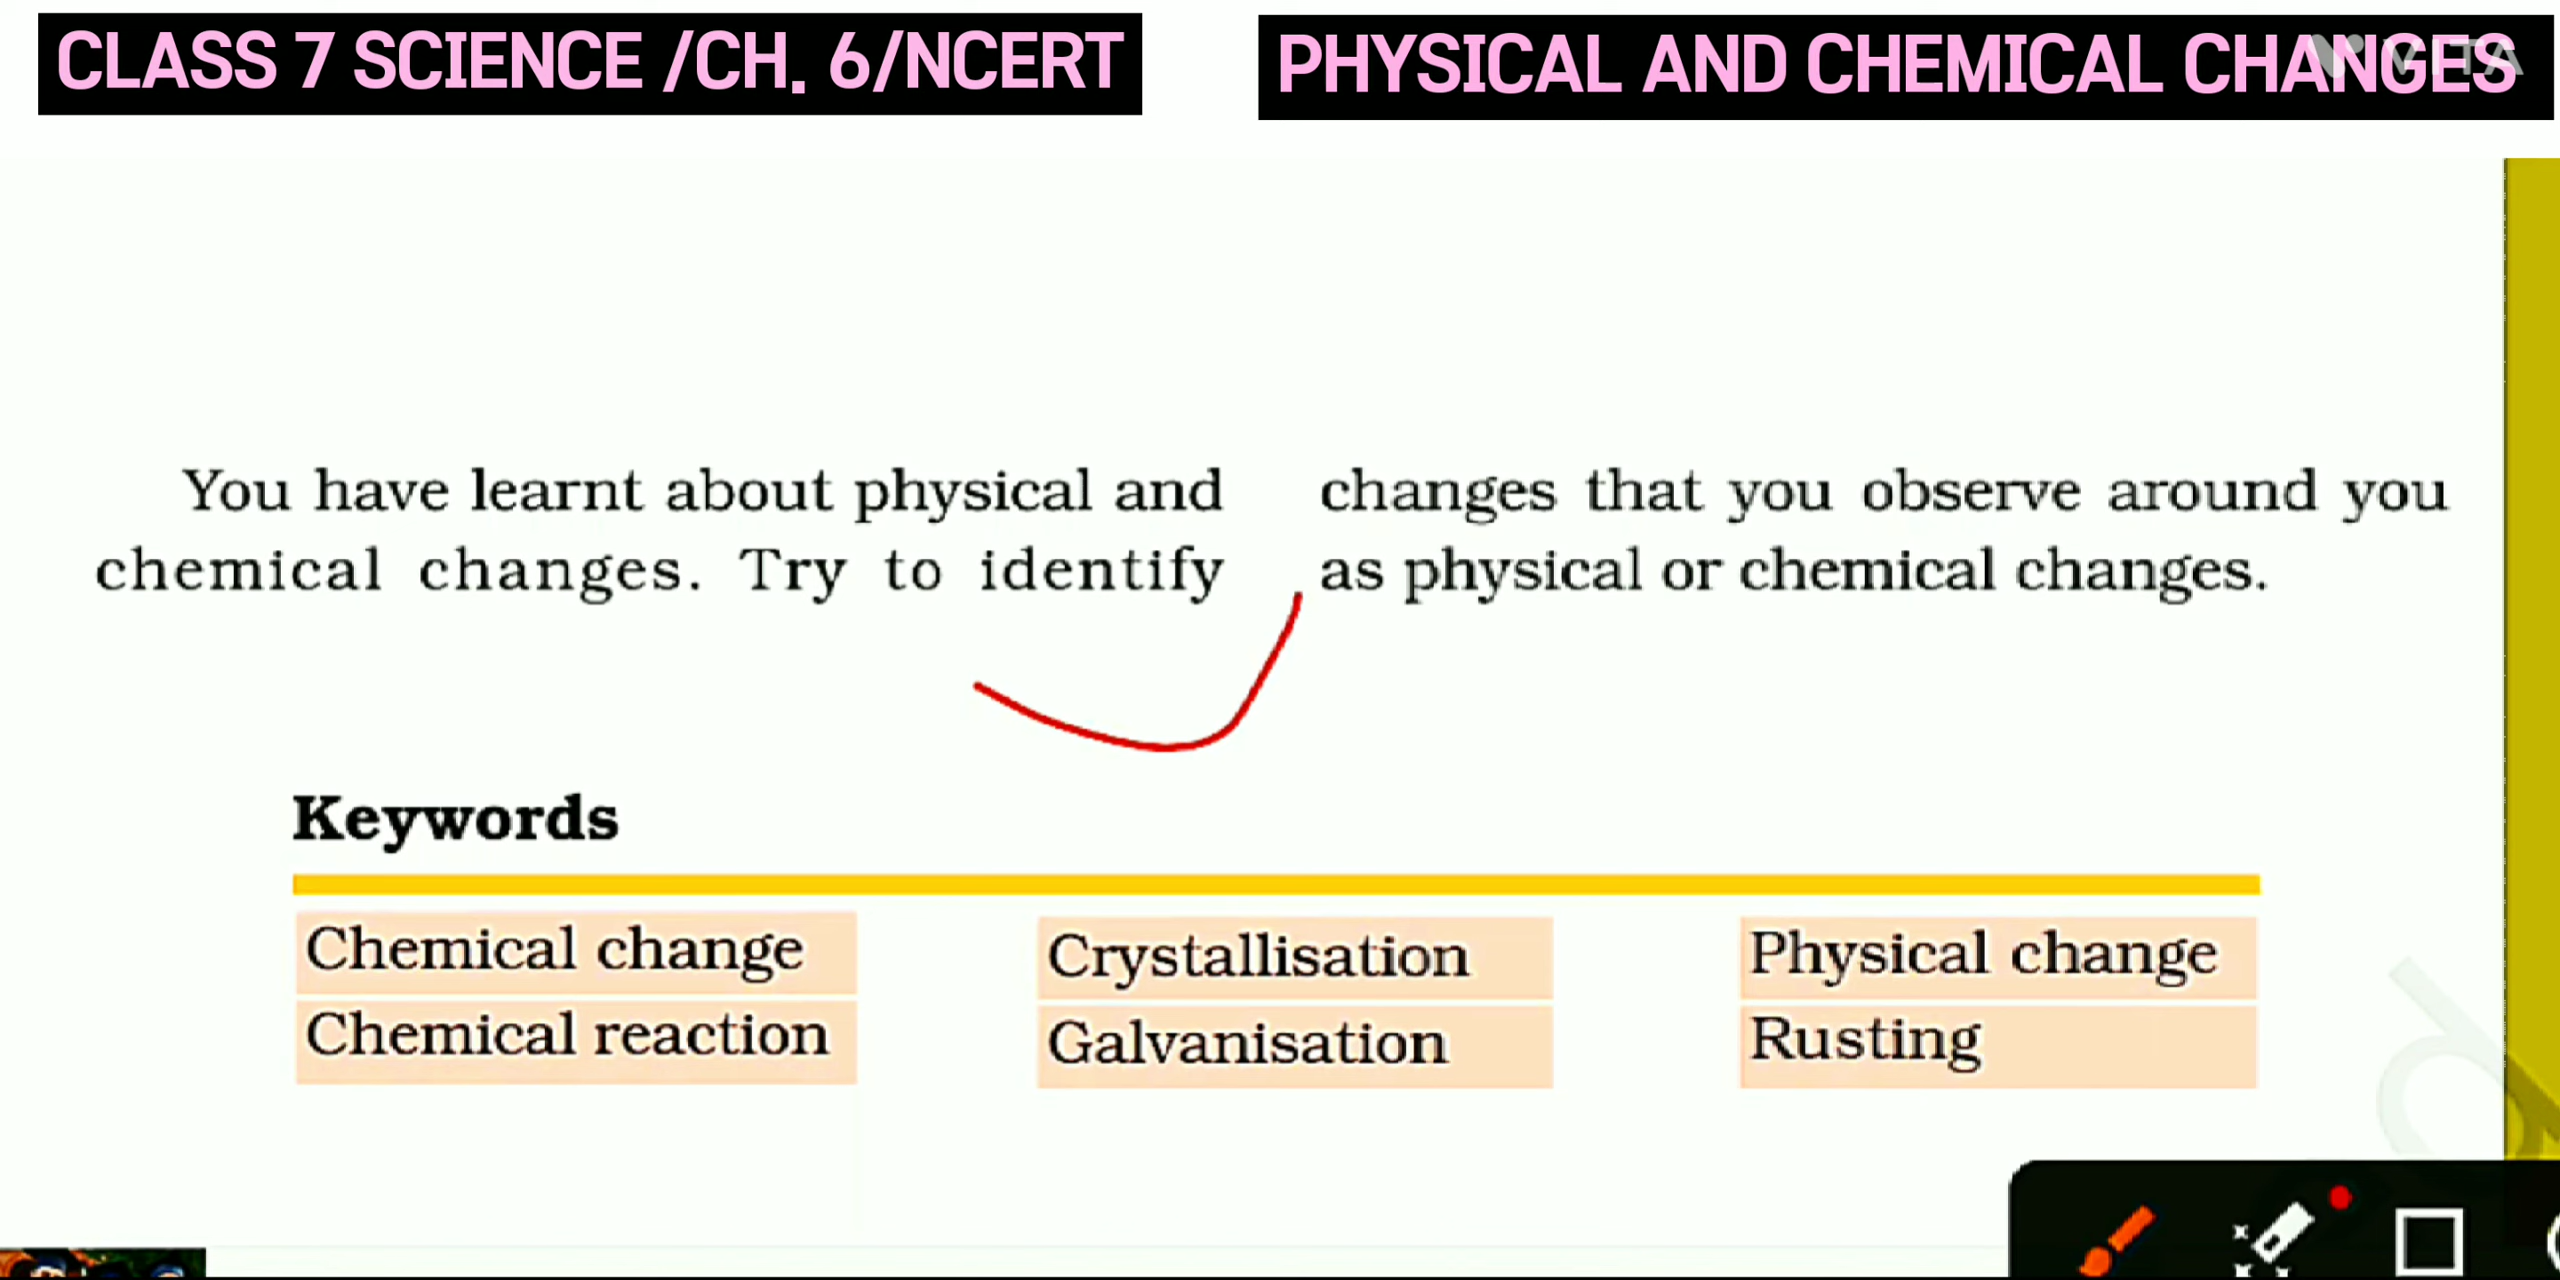 CLASS 7 SCIENCE /CH. 6/NCERT
PHYSICAL AND CHEMICAL CHANGES
VITA
You have learnt about physical and
chemical changes. Try to identify
changes that you observe around you
as physical or chemical changes.
Keywords
Chemical change
Crystallisation
Physical change
Chemical reaction
Galvanisation
Rusting
d